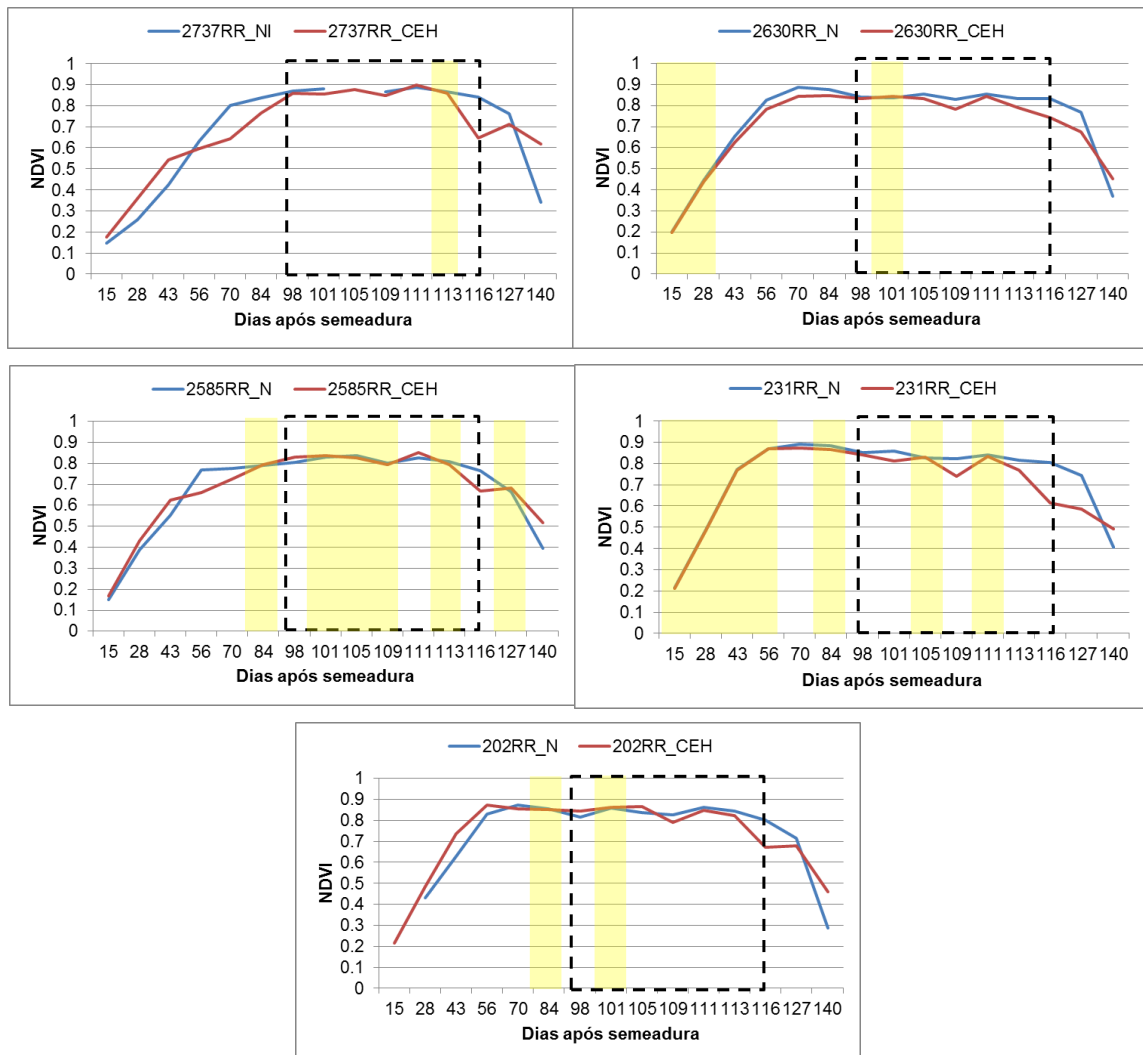 2737RR_NI 2737RR_CEH
1
0.9
0.8
0.7
0.6
0.5
0.4
0.3
0.2
0.1
0
NDVI
15 28 43 56 70 84 98 101 105 109 111 113 116 127 140
Dias após semeadura
2630RR_N 2630RR_CEH
1
0.9
0.8
0.7
0.6
0.5
0.4
0.3
0.2
0.1
0
NDVI
15 28 43 56 70 84 98 101 105 109 111 113 116 127 140
Dias após semeadura
2585RR_N 2585RR_CEH
1
0.9
0.8
0.7
0.6
0.5
0.4
0.3
0.2
0.1
0
NDVI
15 28 43 56 70 84 98 101 105 109 111 113 116 127 140
Dias após semeadura
231RR_N 231RR_CEH
1
0.9
0.8
0.7
0.6
0.5
0.4
0.3
0.2
0.1
0
NDVI
15 28 43 56 70 84 98 101 105 109 111 113 116 127 140
Dias após semeadura
202RR_N 202RR_CEH
1
0.9
0.8
0.7
0.6
0.5
0.4
0.3
0.2
0.1
0
NDVI
15 28 43 56 70 84 98 101 105 109 111 113 116 127 140
Dias após semeadura